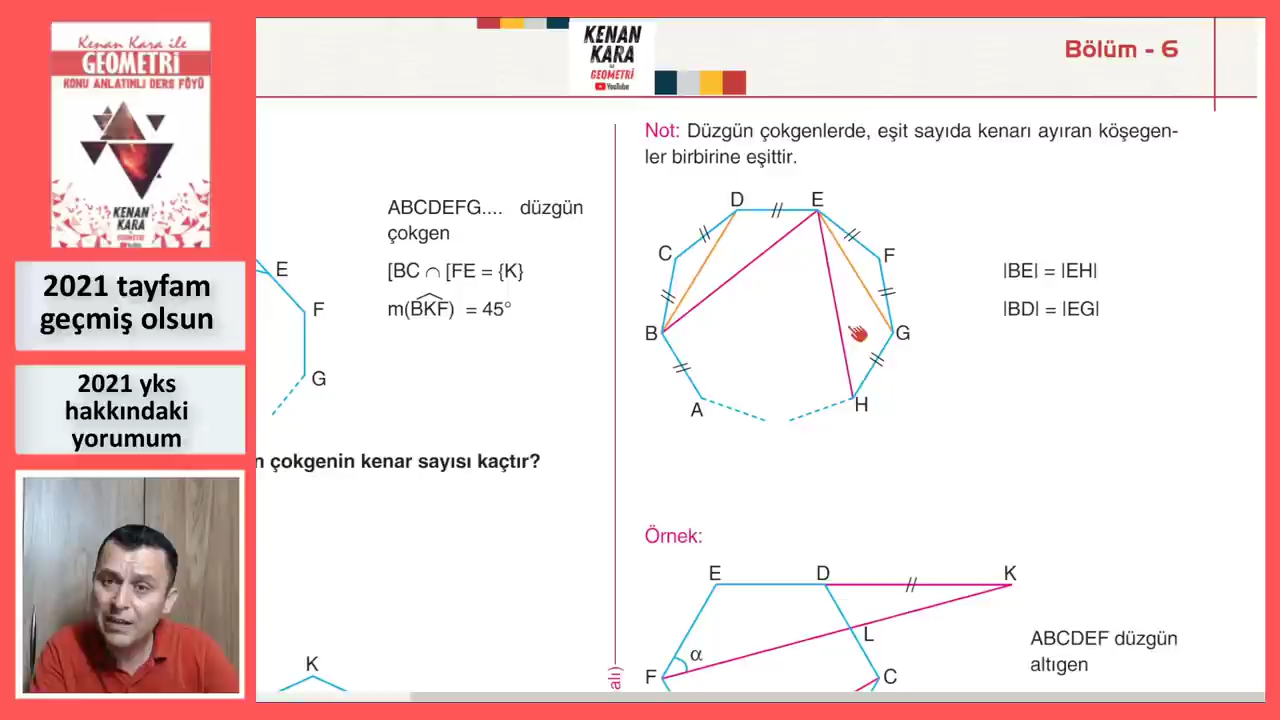 Kenan Kara ile
GEOMETRİ
KONU ANLATIMLI DERS FÖYÜ
KENAN
KARA
2021 tayfam
geçmiş olsun
2021 yks
hakkındaki
yorumum
KENAN
KARA
ile
GEOMETRİ
YouTube
Bölüm - 6
ABCDEFG.... düzgün
çokgen
[BC ∩ [FE = {K}
m(BKF) = 45°
E
F
G
n çokgenin kenar sayısı kaçtır?
K
alı)
Not: Düzgün çokgenlerde, eşit sayıda kenarı ayıran köşegen-
ler birbirine eşittir.
D E
C F
B G
A H
|BE| = |EH|
|BD| = |EG|
Örnek:
E D K
L
α
F C
ABCDEF düzgün
altıgen